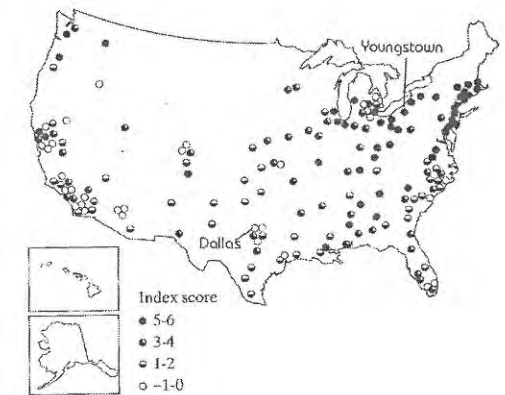 Youngstown
Dallas
Index score
5-6
3-4
1-2
–1-0